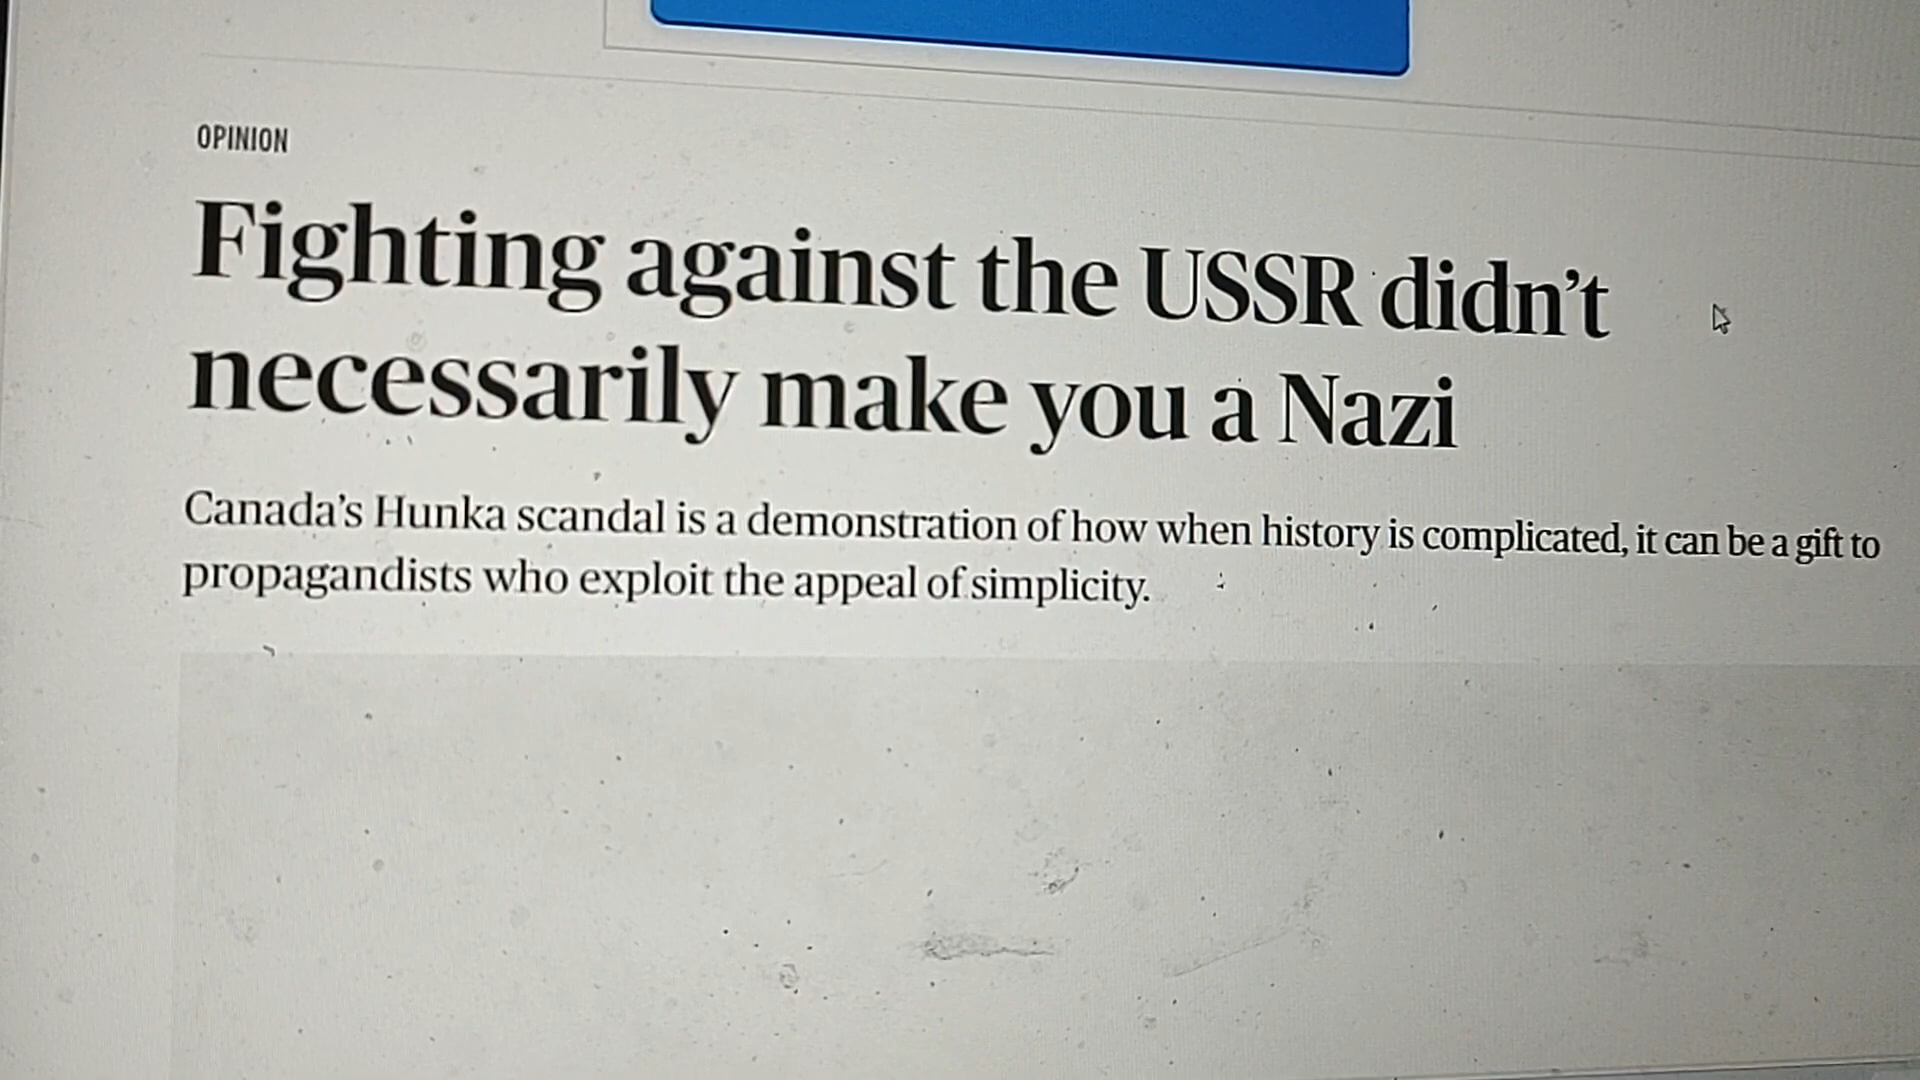 OPINION
Fighting against the USSR didn't
necessarily make you a Nazi
Canada's Hunka scandal is a demonstration of how when history is complicated, it can be a gift to
propagandists who exploit the appeal of simplicity.